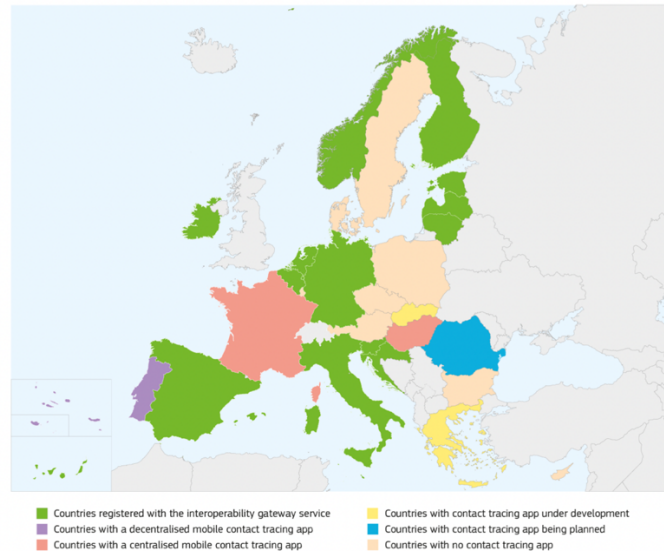 Countries registered with the interoperability gateway service
Countries with a decentralised mobile contact tracing app
Countries with a centralised mobile contact tracing app
Countries with contact tracing app under development
Countries with contact tracing app being planned
Countries with no contact tracing app